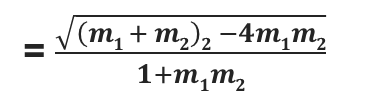 = √(m₁ + m₂)₂ −4m₁m₂
1+m₁m₂